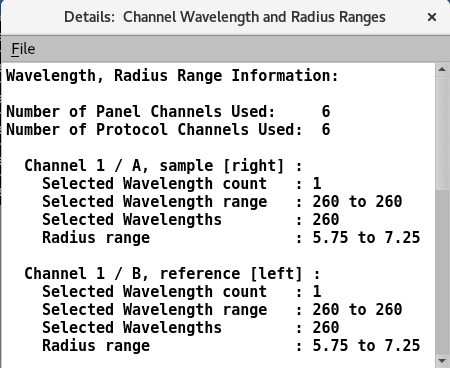 Details:  Channel Wavelength and Radius Ranges
×
File
Wavelength, Radius Range Information:
Number of Panel Channels Used:     6
Number of Protocol Channels Used:  6
Channel 1 / A, sample [right] :
Selected Wavelength count   : 1
Selected Wavelength range   : 260 to 260
Selected Wavelengths        : 260
Radius range                : 5.75 to 7.25
Channel 1 / B, reference [left] :
Selected Wavelength count   : 1
Selected Wavelength range   : 260 to 260
Selected Wavelengths        : 260
Radius range                : 5.75 to 7.25